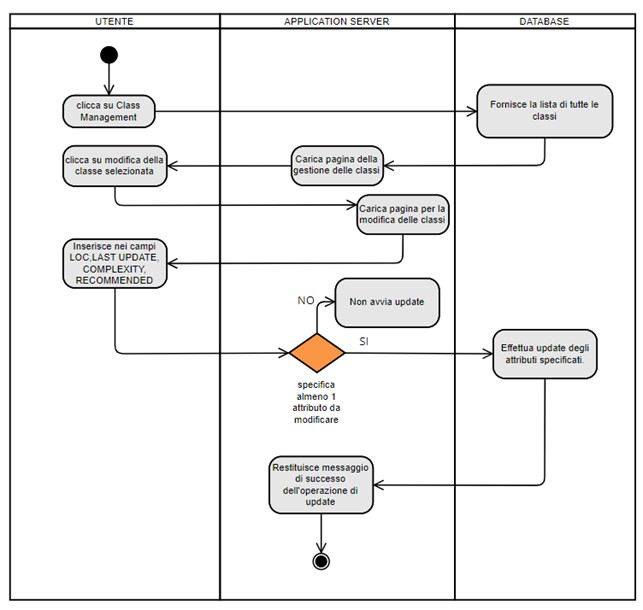 UTENTE
APPLICATION SERVER
DATABASE
clicca su Class
Management
Fornisce la lista di tutte le
classi
clicca su modifica della
classe selezionata
Carica pagina della
gestione delle classi
Carica pagina per la
modifica delle classi
Inserisce nei campi
LOC,LAST UPDATE,
COMPLEXITY,
RECOMMENDED
NO
Non avvia update
SI
Effettua update degli
attributi specificati.
specifica
almeno 1
attributo da
modificare
Restituisce messaggio
di successo
dell'operazione di
update